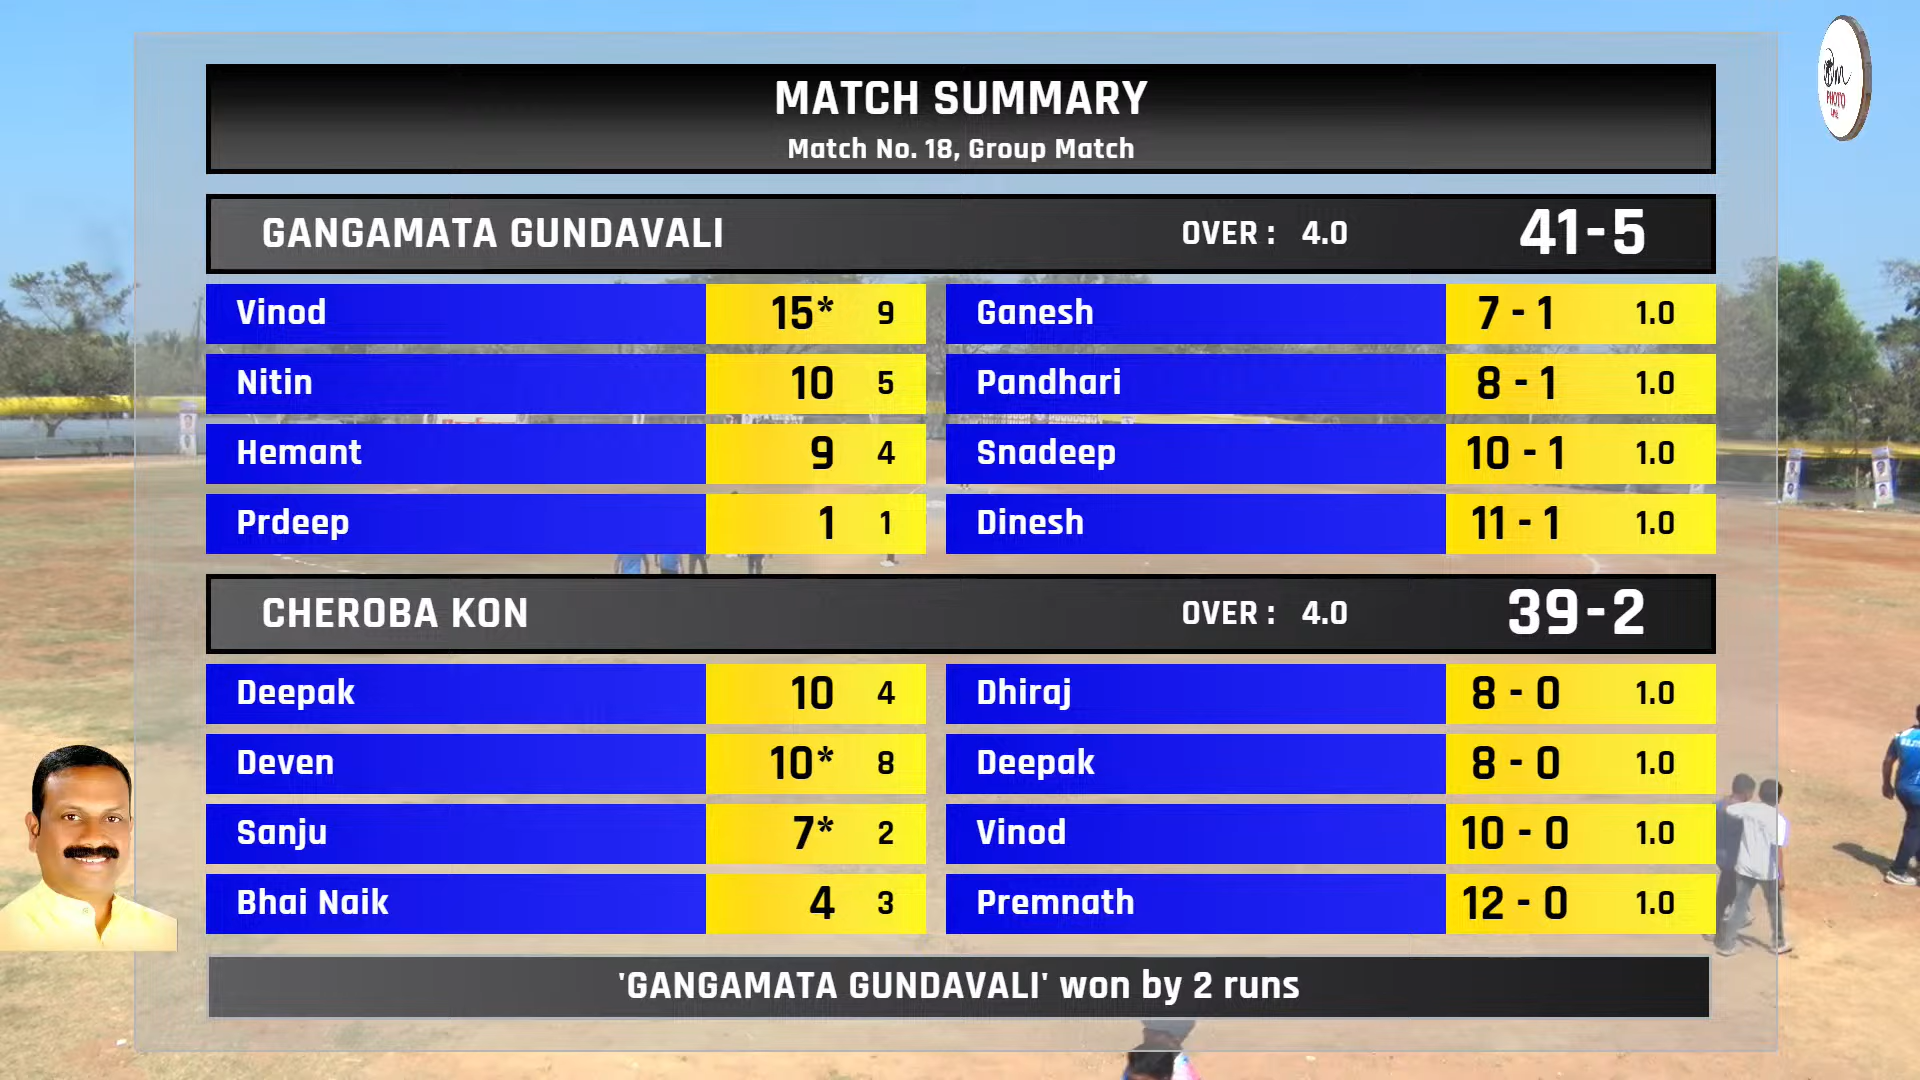 MATCH SUMMARY
Match No. 18, Group Match
GANGAMATA GUNDAVALI OVER : 4.0 41-5
Vinod 15* 9 Ganesh 7 - 1 1.0
Nitin 10 5 Pandhari 8 - 1 1.0
Hemant 9 4 Snadeep 10 - 1 1.0
Prdeep 1 1 Dinesh 11 - 1 1.0
CHEROBA KON OVER : 4.0 39-2
Deepak 10 4 Dhiraj 8 - 0 1.0
Deven 10* 8 Deepak 8 - 0 1.0
Sanju 7* 2 Vinod 10 - 0 1.0
Bhai Naik 4 3 Premnath 12 - 0 1.0
'GANGAMATA GUNDAVALI' won by 2 runs
PHOTO